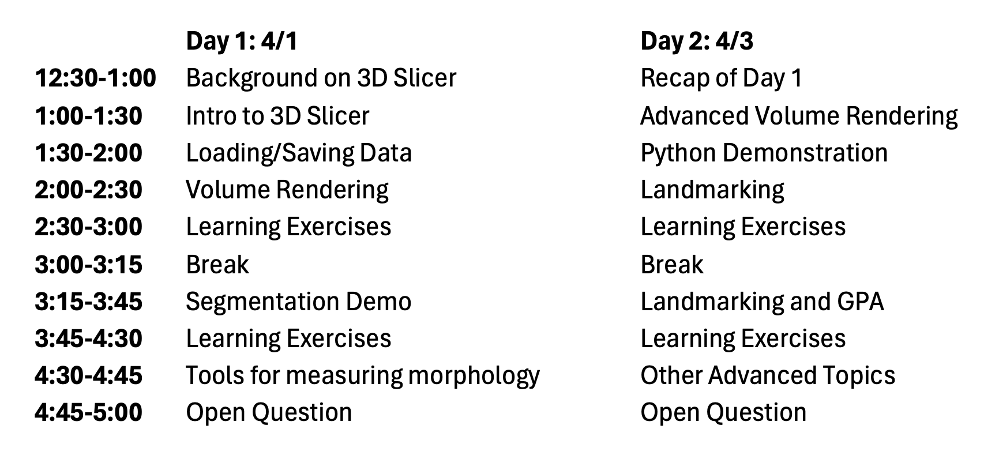 Day 1: 4/1 Day 2: 4/3
12:30-1:00 Background on 3D Slicer Recap of Day 1
1:00-1:30 Intro to 3D Slicer Advanced Volume Rendering
1:30-2:00 Loading/Saving Data Python Demonstration
2:00-2:30 Volume Rendering Landmarking
2:30-3:00 Learning Exercises Learning Exercises
3:00-3:15 Break Break
3:15-3:45 Segmentation Demo Landmarking and GPA
3:45-4:30 Learning Exercises Learning Exercises
4:30-4:45 Tools for measuring morphology Other Advanced Topics
4:45-5:00 Open Question Open Question